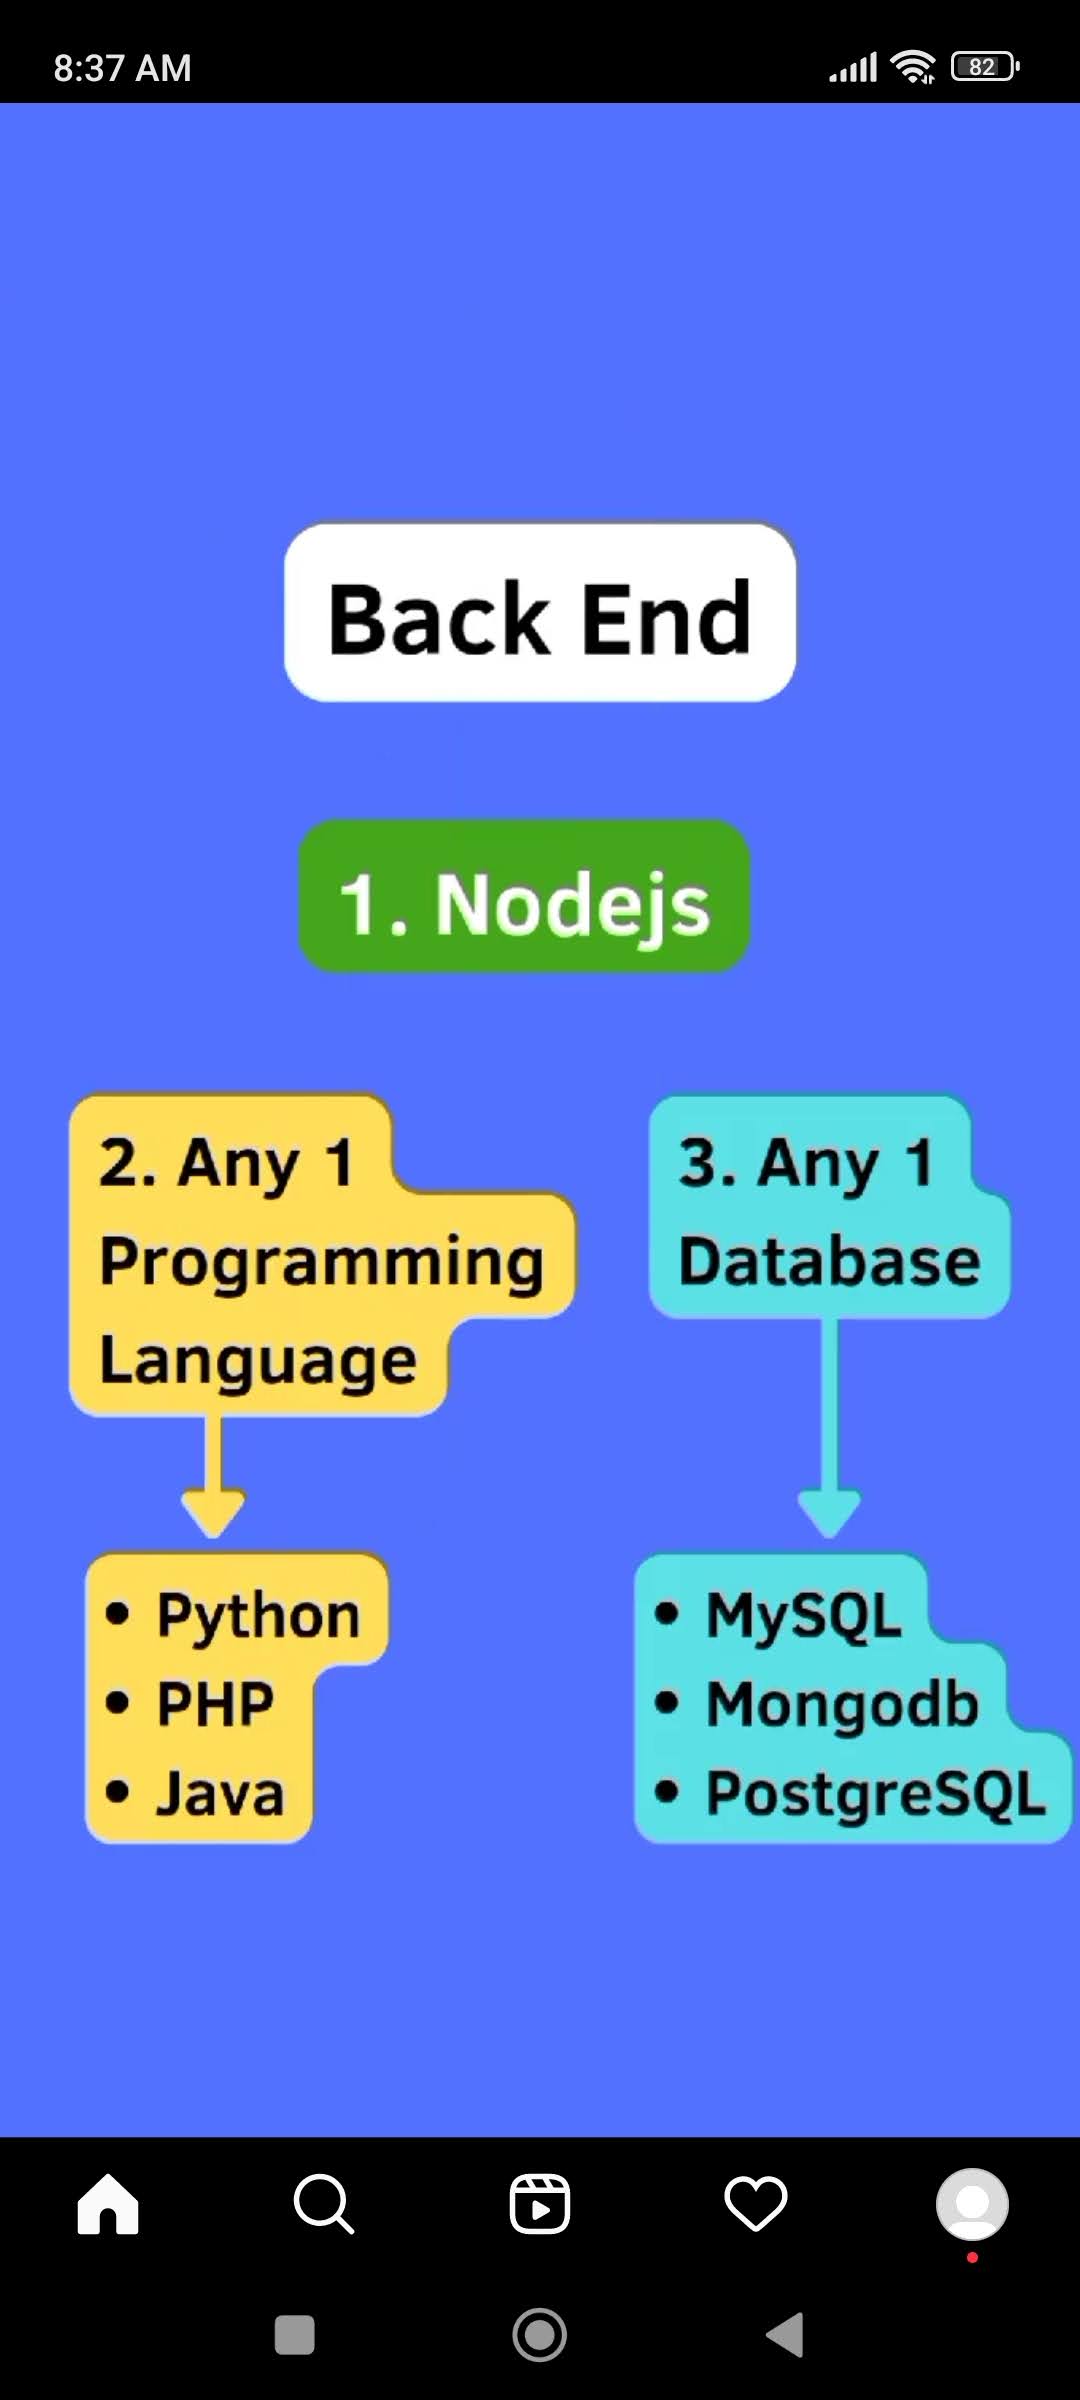 8:37 AM
82
Back End
1. Nodejs
2. Any 1
Programming
Language
3. Any 1
Database
• Python
• PHP
• Java
• MySQL
• Mongodb
• PostgreSQL